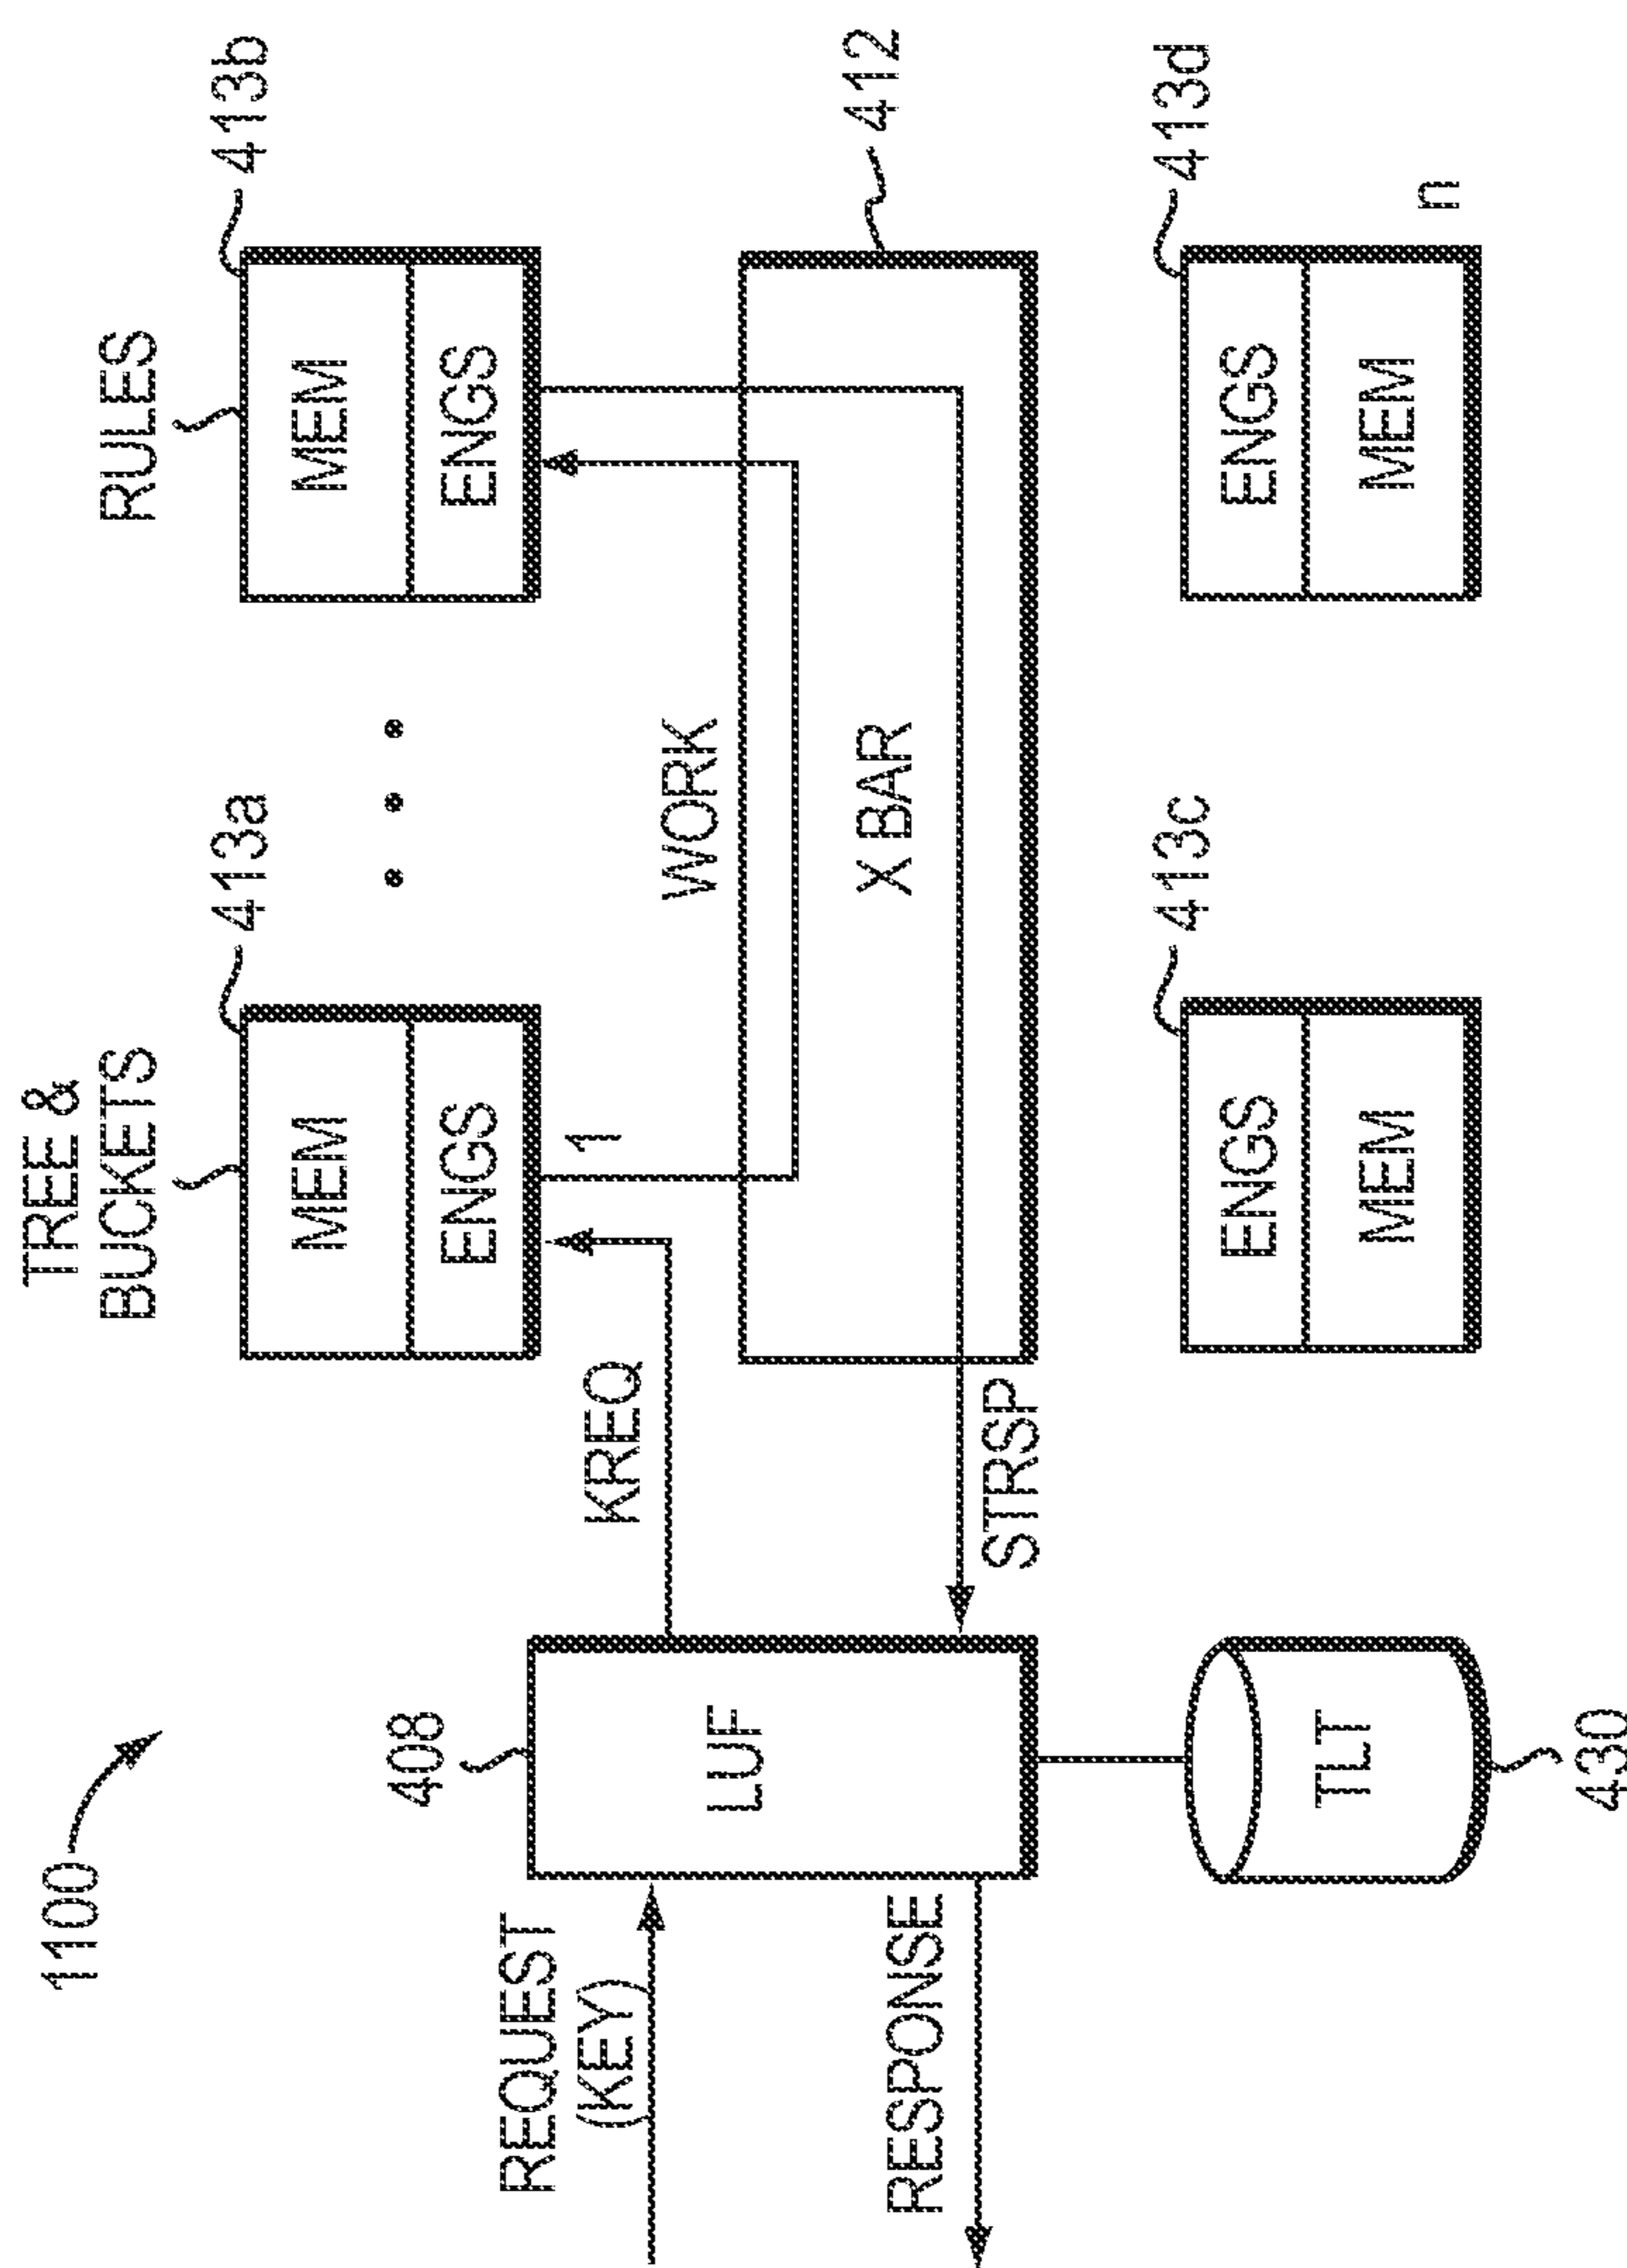 1100
TREE &
BUCKETS
RULES
413a
413b
MEM
ENGS
MEM
ENGS
1
408
KREQ
WORK
412
REQUEST
(KEY)
LUF
X BAR
RESPONSE
STRSP
413c
413d
TLT
ENGS
MEM
ENGS
MEM
n
430